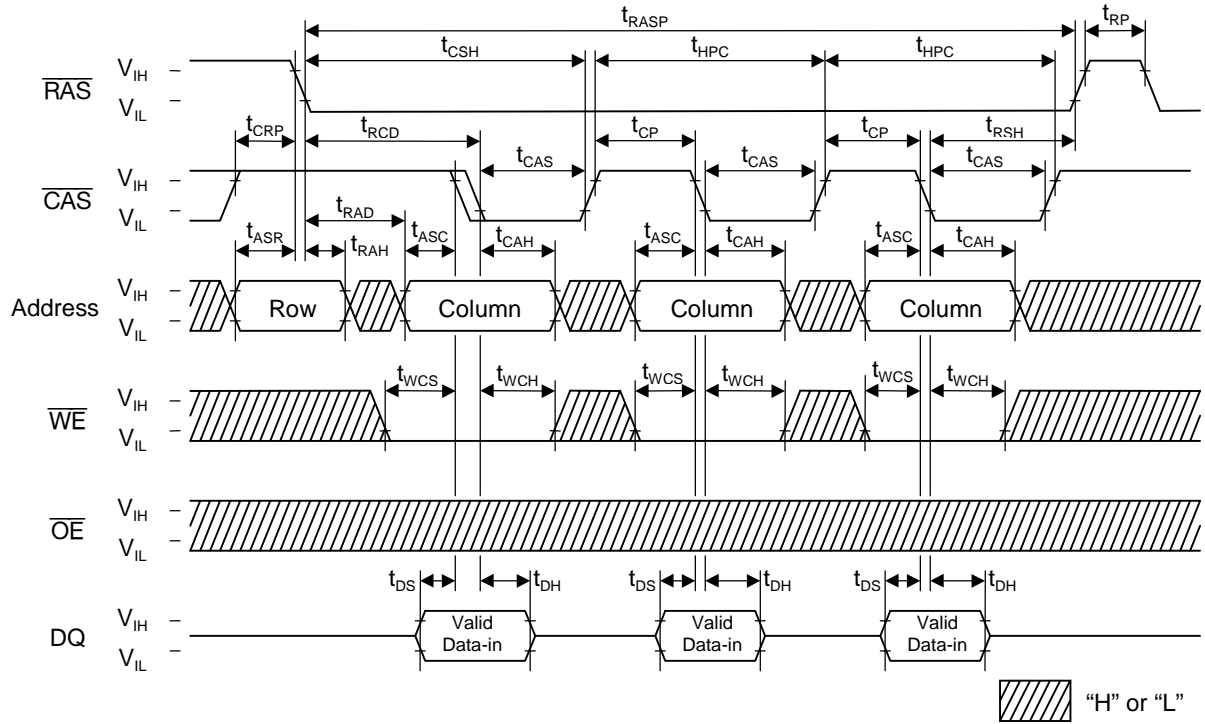 tRASP tRP
tCSH tHPC tHPC
RAS VIH
VIL
tCRP tRCD tCP tCP tRSH
tCAS tCAS tCAS
CAS VIH
VIL
tRAD
tASR tRAH tASC tCAH tASC tCAH tASC tCAH
Address VIH
VIL
Row Column Column Column
tWCS tWCH tWCS tWCH tWCS tWCH
WE VIH
VIL
OE VIH
VIL
tDS tDH tDS tDH tDS tDH
DQ VIH
VIL
Valid Data-in Valid Data-in Valid Data-in
“H” or “L”